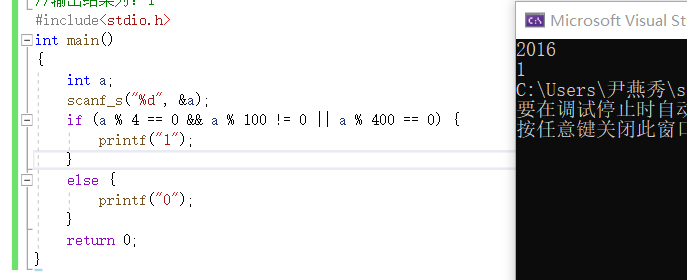 //输出结果为：1
#include<stdio.h>
int main()
{
int a;
scanf_s("%d", &a);
if (a % 4 == 0 && a % 100 != 0 || a % 400 == 0) {
printf("1");
}
else {
printf("0");
}
return 0;
}
Microsoft Visual St
2016
1
C:\Users\尹燕秀\s
要在调试停止时自动
按任意键关闭此窗口